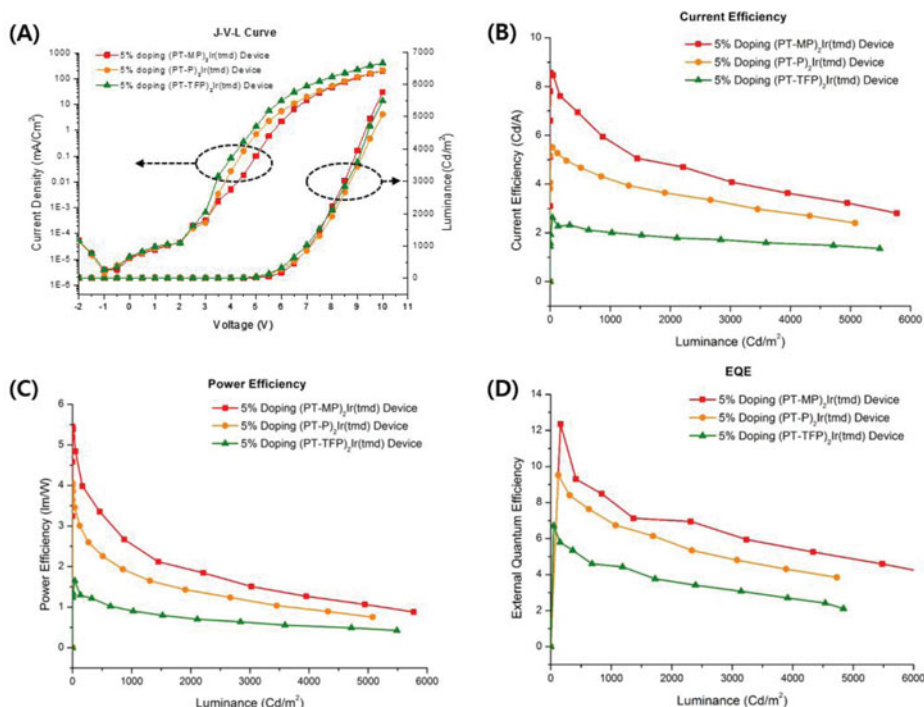 (A)
J-V-L Curve
5% doping (PT-MP)2Ir(tmd) Device
5% doping (PT-P)2Ir(tmd) Device
5% doping (PT-TFP)2Ir(tmd) Device
Current Density (mA/Cm²)
1000
100
10
1
0.1
0.01
1E-3
1E-4
1E-5
1E-6
-2 -1 0 1 2 3 4 5 6 7 8 9 10 11
Voltage (V)
7000
6000
5000
4000
3000
2000
1000
0
Luminance(Cd/m²)
(B)
Current Efficiency
5% Doping (PT-MP)₂Ir(tmd) Device
5% Doping (PT-P)₂Ir(tmd) Device
5% Doping (PT-TFP)₂Ir(tmd) Device
Current Efficiency (Cd/A)
10
8
6
4
2
0
0 1000 2000 3000 4000 5000 6000
Luminance (Cd/m²)
(C)
Power Efficiency
5% Doping (PT-MP)₂Ir(tmd) Device
5% Doping (PT-P)₂Ir(tmd) Device
5% Doping (PT-TFP)₂Ir(tmd) Device
Power Efficiency (lm/W)
6
5
4
3
2
1
0
0 1000 2000 3000 4000 5000 6000
Luminance (Cd/m²)
(D)
EQE
5% Doping (PT-MP)₂Ir(tmd) Device
5% Doping (PT-P)₂Ir(tmd) Device
5% Doping (PT-TFP)₂Ir(tmd) Device
External Quantum Efficiency
14
12
10
8
6
4
2
0
0 1000 2000 3000 4000 5000 6000
Luminance (Cd/m²)